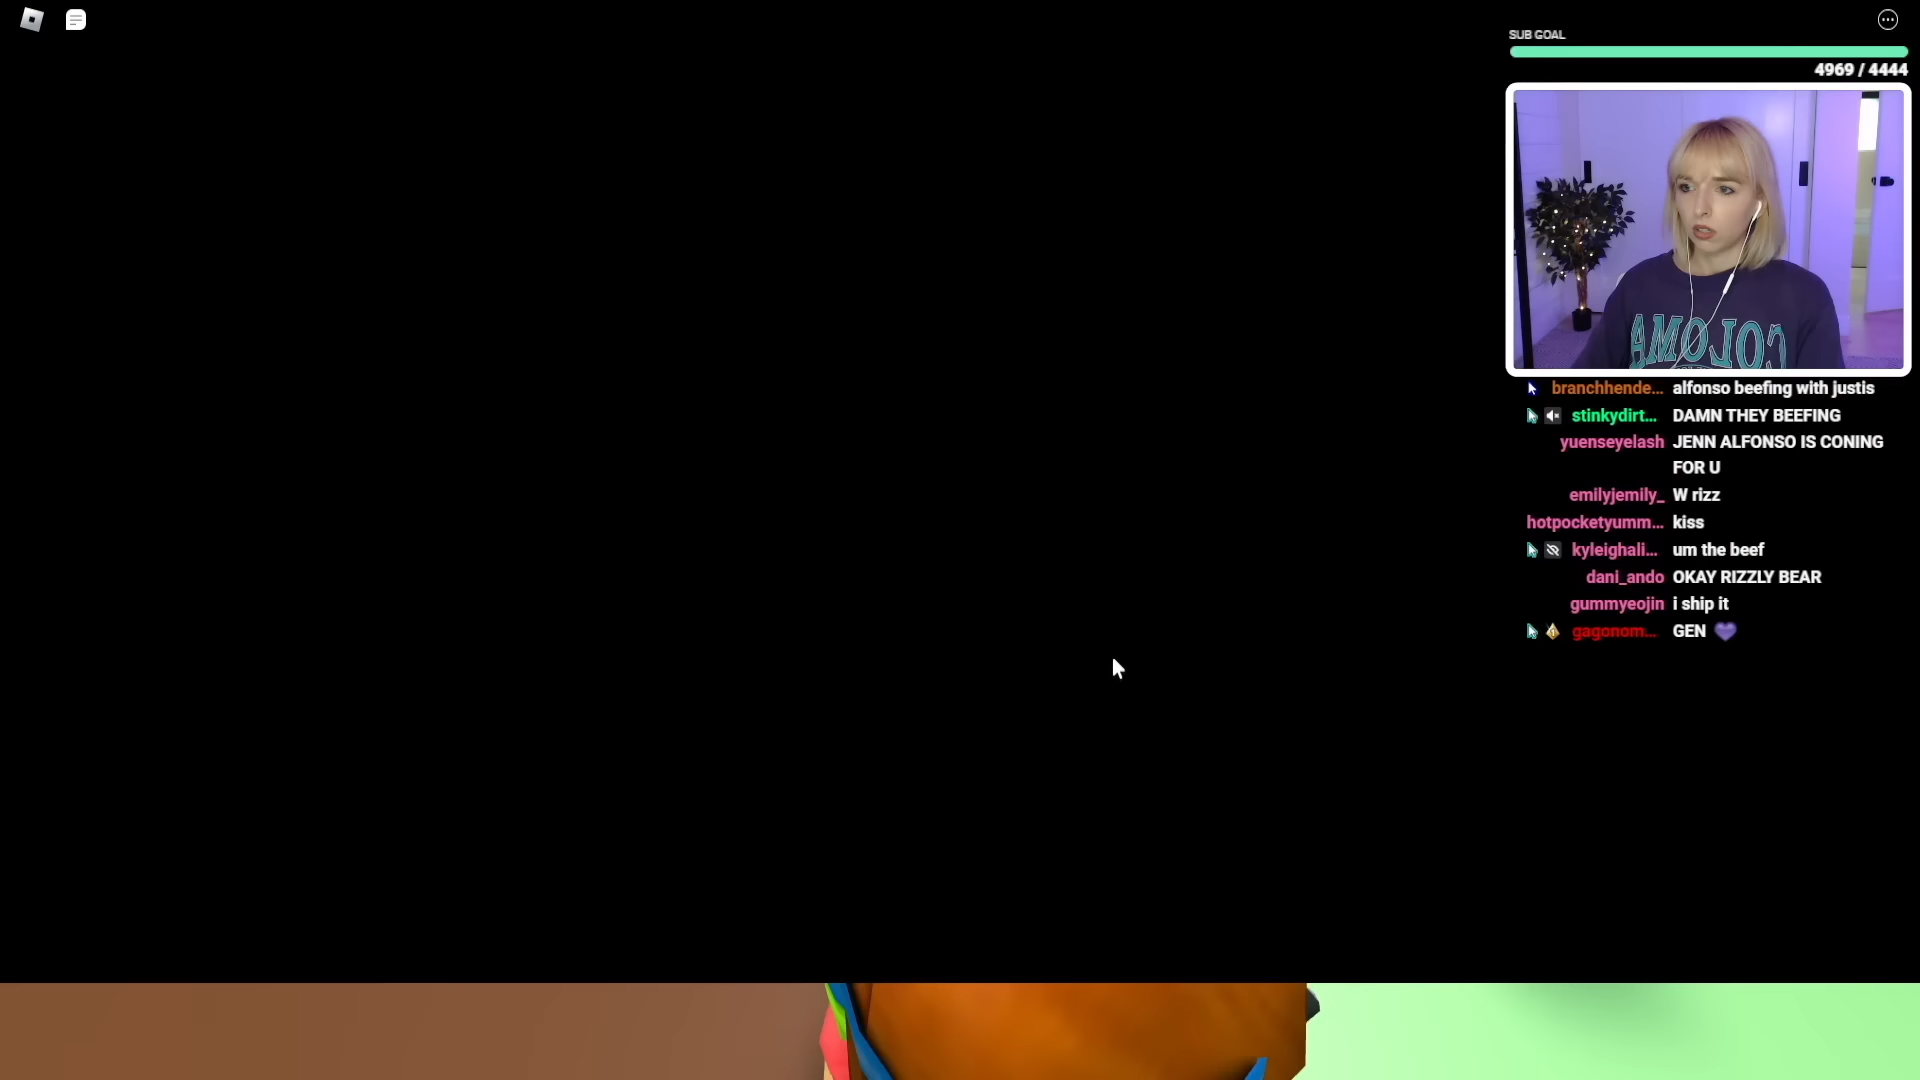 SUB GOAL
4969 / 4444
COLOMA
branchhende... alfonso beefing with justis
stinkydirt... DAMN THEY BEEFING
yuenseyelash JENN ALFONSO IS CONING
FOR U
emilyjemily_ W rizz
hotpocketyumm... kiss
kyleighali... um the beef
dani_ando OKAY RIZZLY BEAR
gummyeojin i ship it
gagonom... GEN